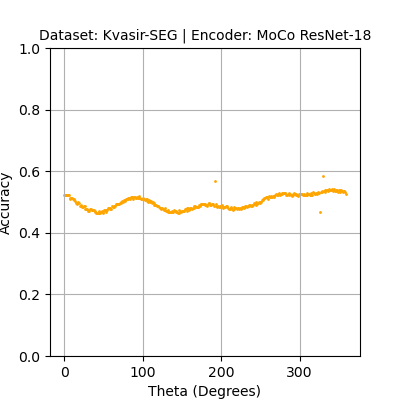 Dataset: Kvasir-SEG | Encoder: MoCo ResNet-18
Accuracy
1.0
0.8
0.6
0.4
0.2
0.0
0 100 200 300
Theta (Degrees)